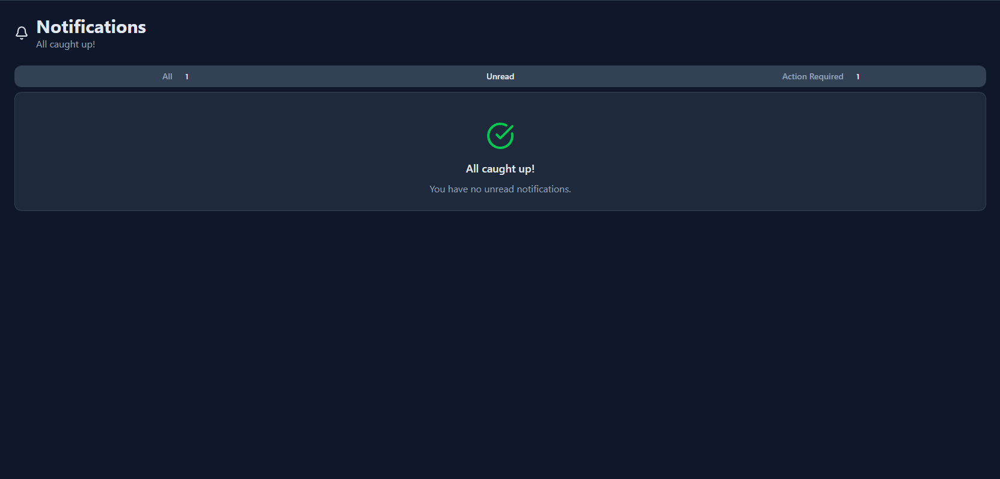 Notifications
All caught up!
All 1 Unread Action Required 1
All caught up!
You have no unread notifications.